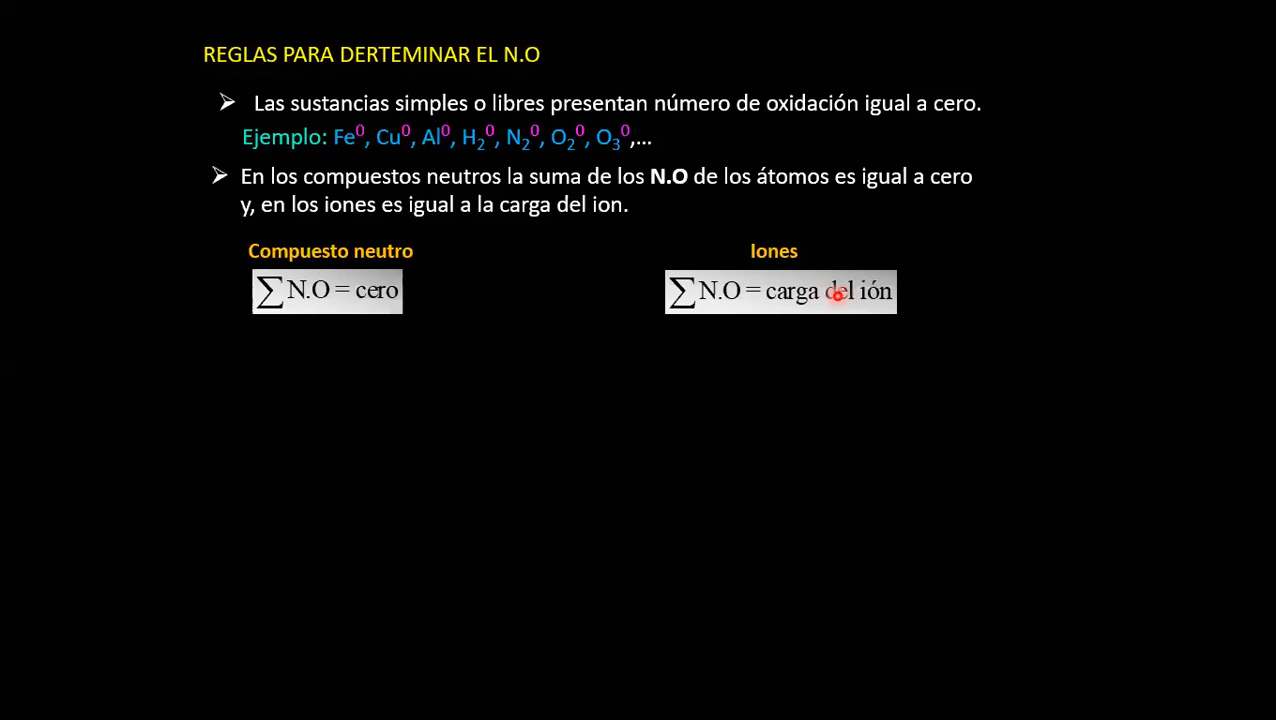 REGLAS PARA DERTEMINAR EL N.O
➢ Las sustancias simples o libres presentan número de oxidación igual a cero.
Ejemplo: Fe⁰, Cu⁰, Al⁰, H₂⁰, N₂⁰, O₂⁰, O₃⁰,...
➢ En los compuestos neutros la suma de los N.O de los átomos es igual a cero
y, en los iones es igual a la carga del ion.
Compuesto neutro
Iones
∑ N.O = cero
∑ N.O = carga del ión